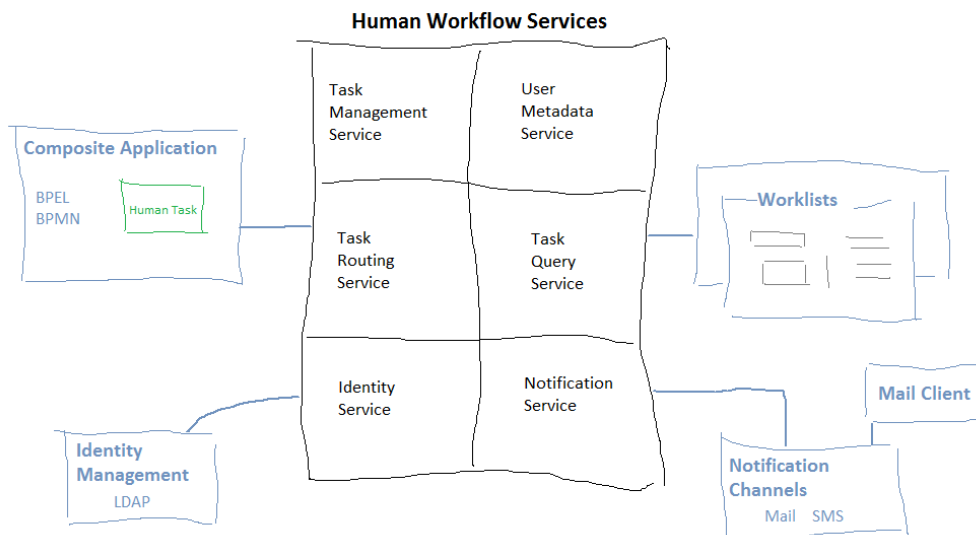 Human Workflow Services
Task
Management
Service
User
Metadata
Service
Composite Application
BPEL
BPMN
Human Task
Worklists
Task
Routing
Service
Task
Query
Service
Identity
Service
Notification
Service
Mail Client
Identity
Management
LDAP
Notification
Channels
Mail SMS